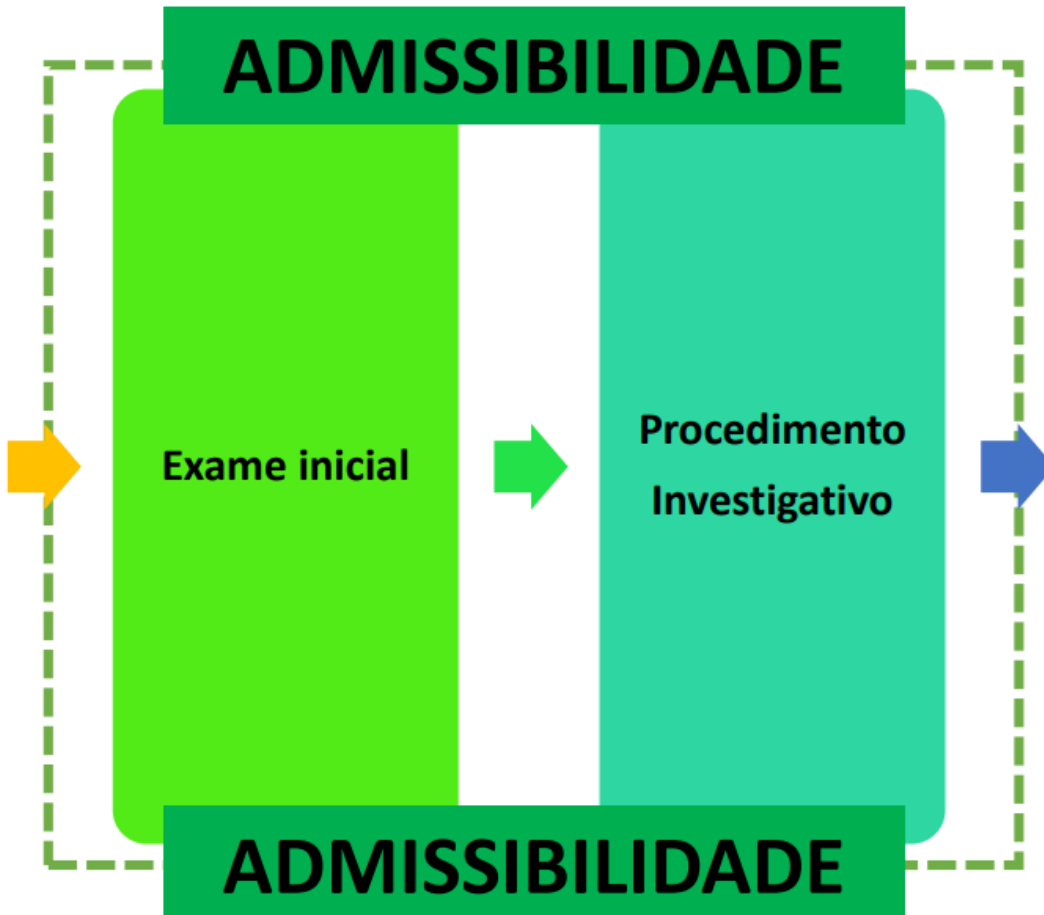 ADMISSIBILIDADE
Exame inicial
Procedimento
Investigativo
ADMISSIBILIDADE